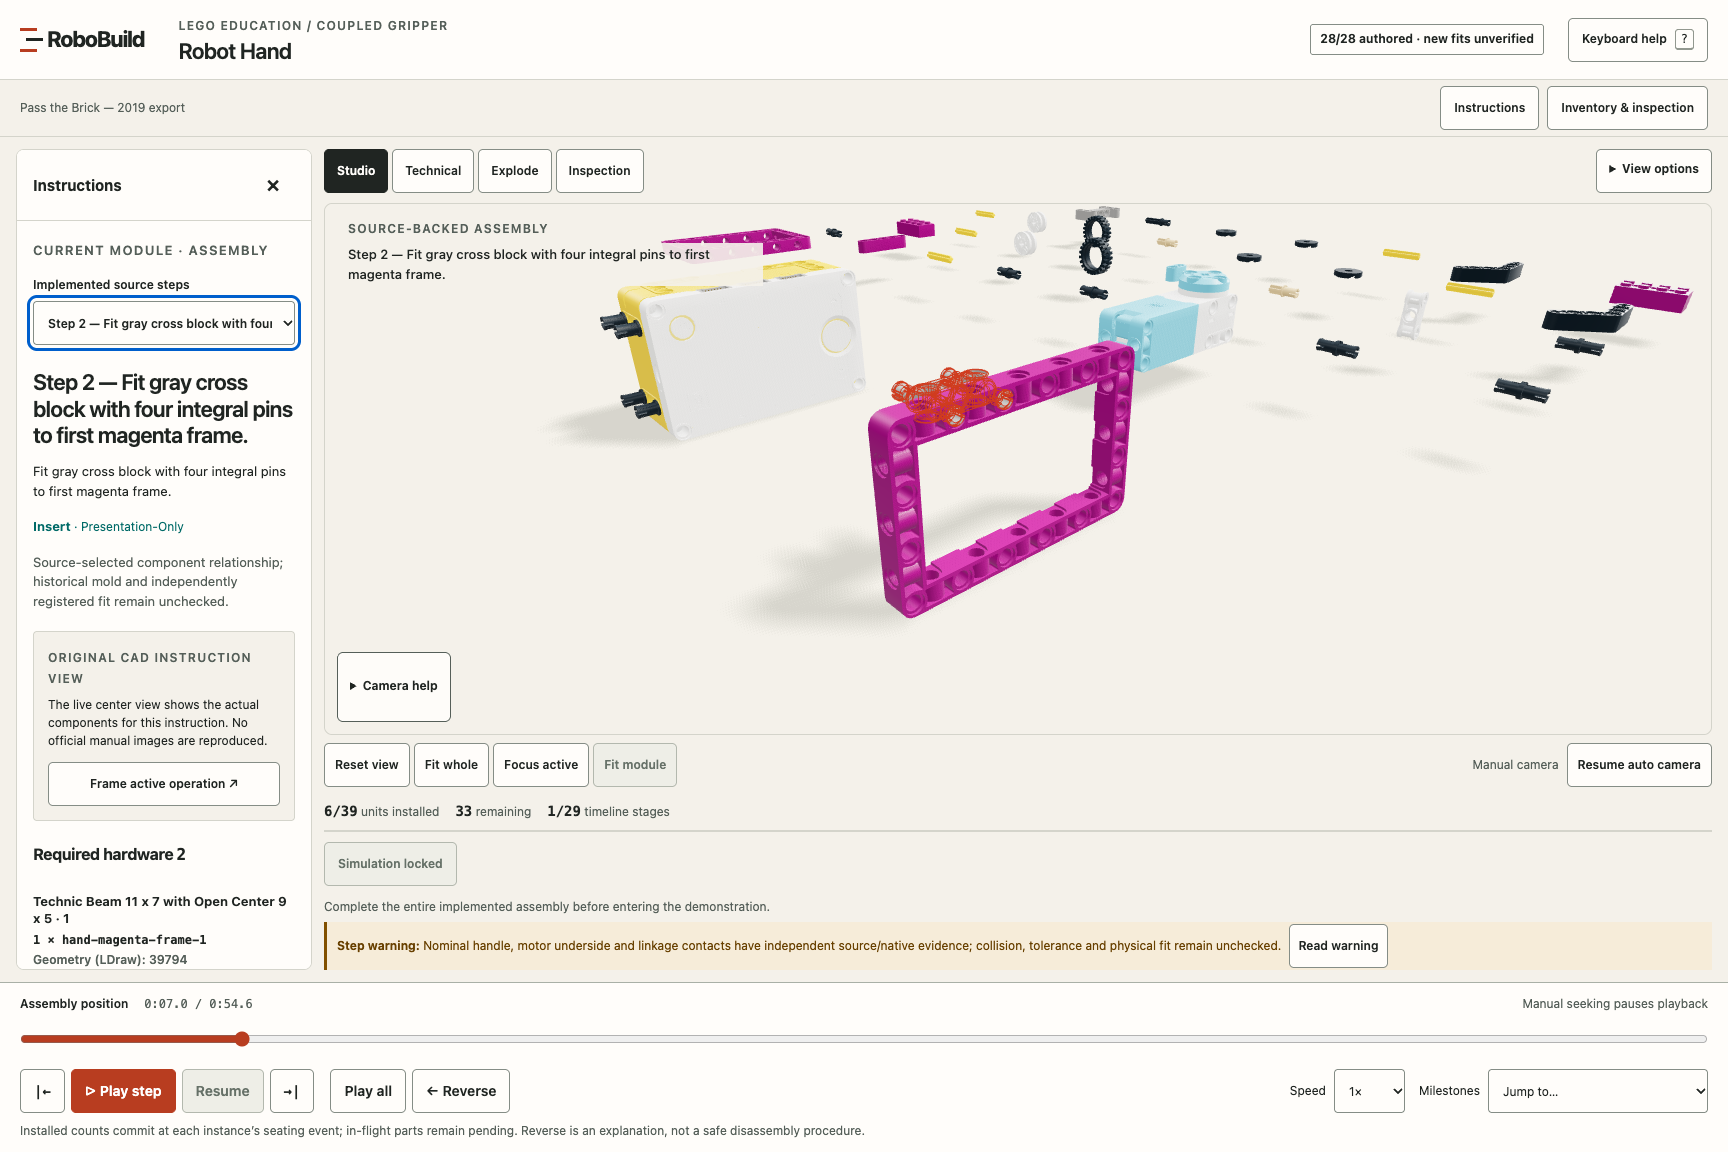 RoboBuild
LEGO EDUCATION / COUPLED GRIPPER
Robot Hand
28/28 authored · new fits unverified
Keyboard help ?
Pass the Brick — 2019 export
Instructions
Inventory & inspection
Instructions
CURRENT MODULE · ASSEMBLY
Implemented source steps
Step 2 — Fit gray cross block with four
Step 2 — Fit gray cross
block with four integral pins
to first magenta frame.
Fit gray cross block with four integral pins
to first magenta frame.
Insert · Presentation-Only
Source-selected component relationship;
historical mold and independently
registered fit remain unchecked.
ORIGINAL CAD INSTRUCTION
VIEW
The live center view shows the actual
components for this instruction. No
official manual images are reproduced.
Frame active operation ↗
Required hardware 2
Technic Beam 11 x 7 with Open Center 9
x 5 · 1
1 × hand-magenta-frame-1
Geometry (LDraw): 39794
Studio
Technical
Explode
Inspection
▶ View options
SOURCE-BACKED ASSEMBLY
Step 2 — Fit gray cross block with four integral pins to first
magenta frame.
▶ Camera help
Reset view
Fit whole
Focus active
Fit module
Manual camera
Resume auto camera
6/39 units installed 33 remaining 1/29 timeline stages
Simulation locked
Complete the entire implemented assembly before entering the demonstration.
Step warning: Nominal handle, motor underside and linkage contacts have independent source/native evidence; collision, tolerance and physical fit remain unchecked.
Read warning
Assembly position 0:07.0 / 0:54.6
Manual seeking pauses playback
|←
▷ Play step
Resume
→|
Play all
← Reverse
Speed 1×
Milestones Jump to...
Installed counts commit at each instance's seating event; in-flight parts remain pending. Reverse is an explanation, not a safe disassembly procedure.